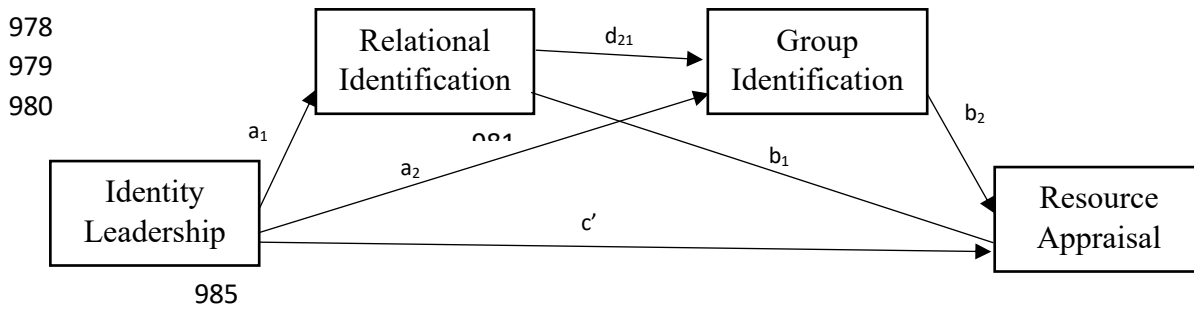 978
979
980
Relational
Identification
d21
Group
Identification
a1
a2
b1
b2
Identity
Leadership
c’
Resource
Appraisal
985